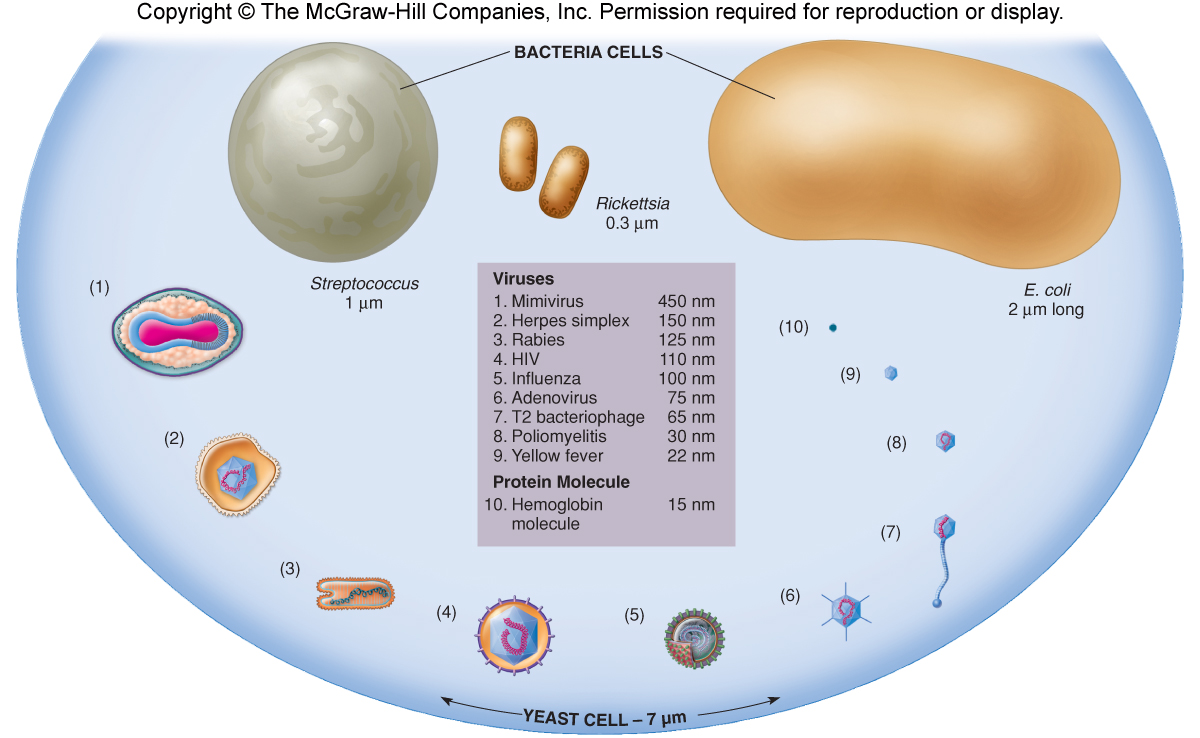 Copyright © The McGraw-Hill Companies, Inc. Permission required for reproduction or display.
BACTERIA CELLS
Rickettsia
0.3 μm
Streptococcus
1 μm
E. coli
2 μm long
(1)
Viruses
1. Mimivirus 450 nm
2. Herpes simplex 150 nm
3. Rabies 125 nm
4. HIV 110 nm
5. Influenza 100 nm
6. Adenovirus 75 nm
7. T2 bacteriophage 65 nm
8. Poliomyelitis 30 nm
9. Yellow fever 22 nm
Protein Molecule
10. Hemoglobin 15 nm
molecule
(10)
(9)
(2)
(8)
(7)
(3)
(6)
(4)
(5)
YEAST CELL – 7 μm